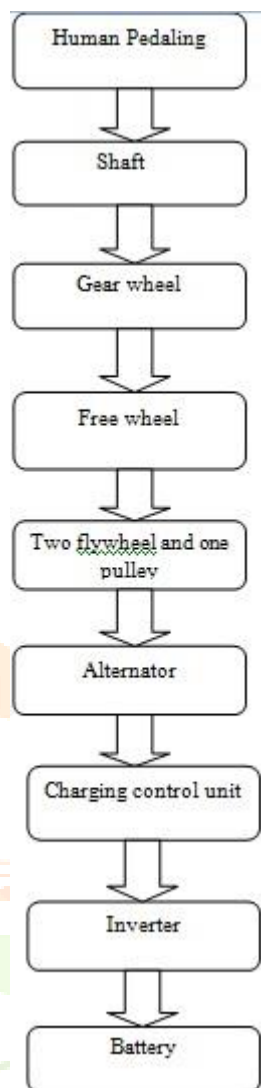 Human Pedaling
Shaft
Gear wheel
Free wheel
Two flywheel and one
pulley
Alternator
Charging control unit
Inverter
Battery